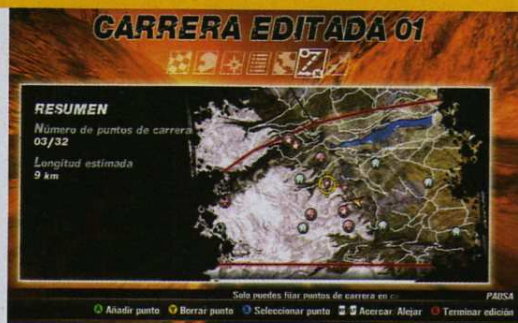 CARRERA EDITADA 01
RESUMEN
Número de puntos de carrera
03/32
Longitud estimada
9 km
Solo puedes fijar puntos de carrera en
PAUSA
Añadir punto Borrar punto Seleccionar punto Acercar Alejar Terminar edición